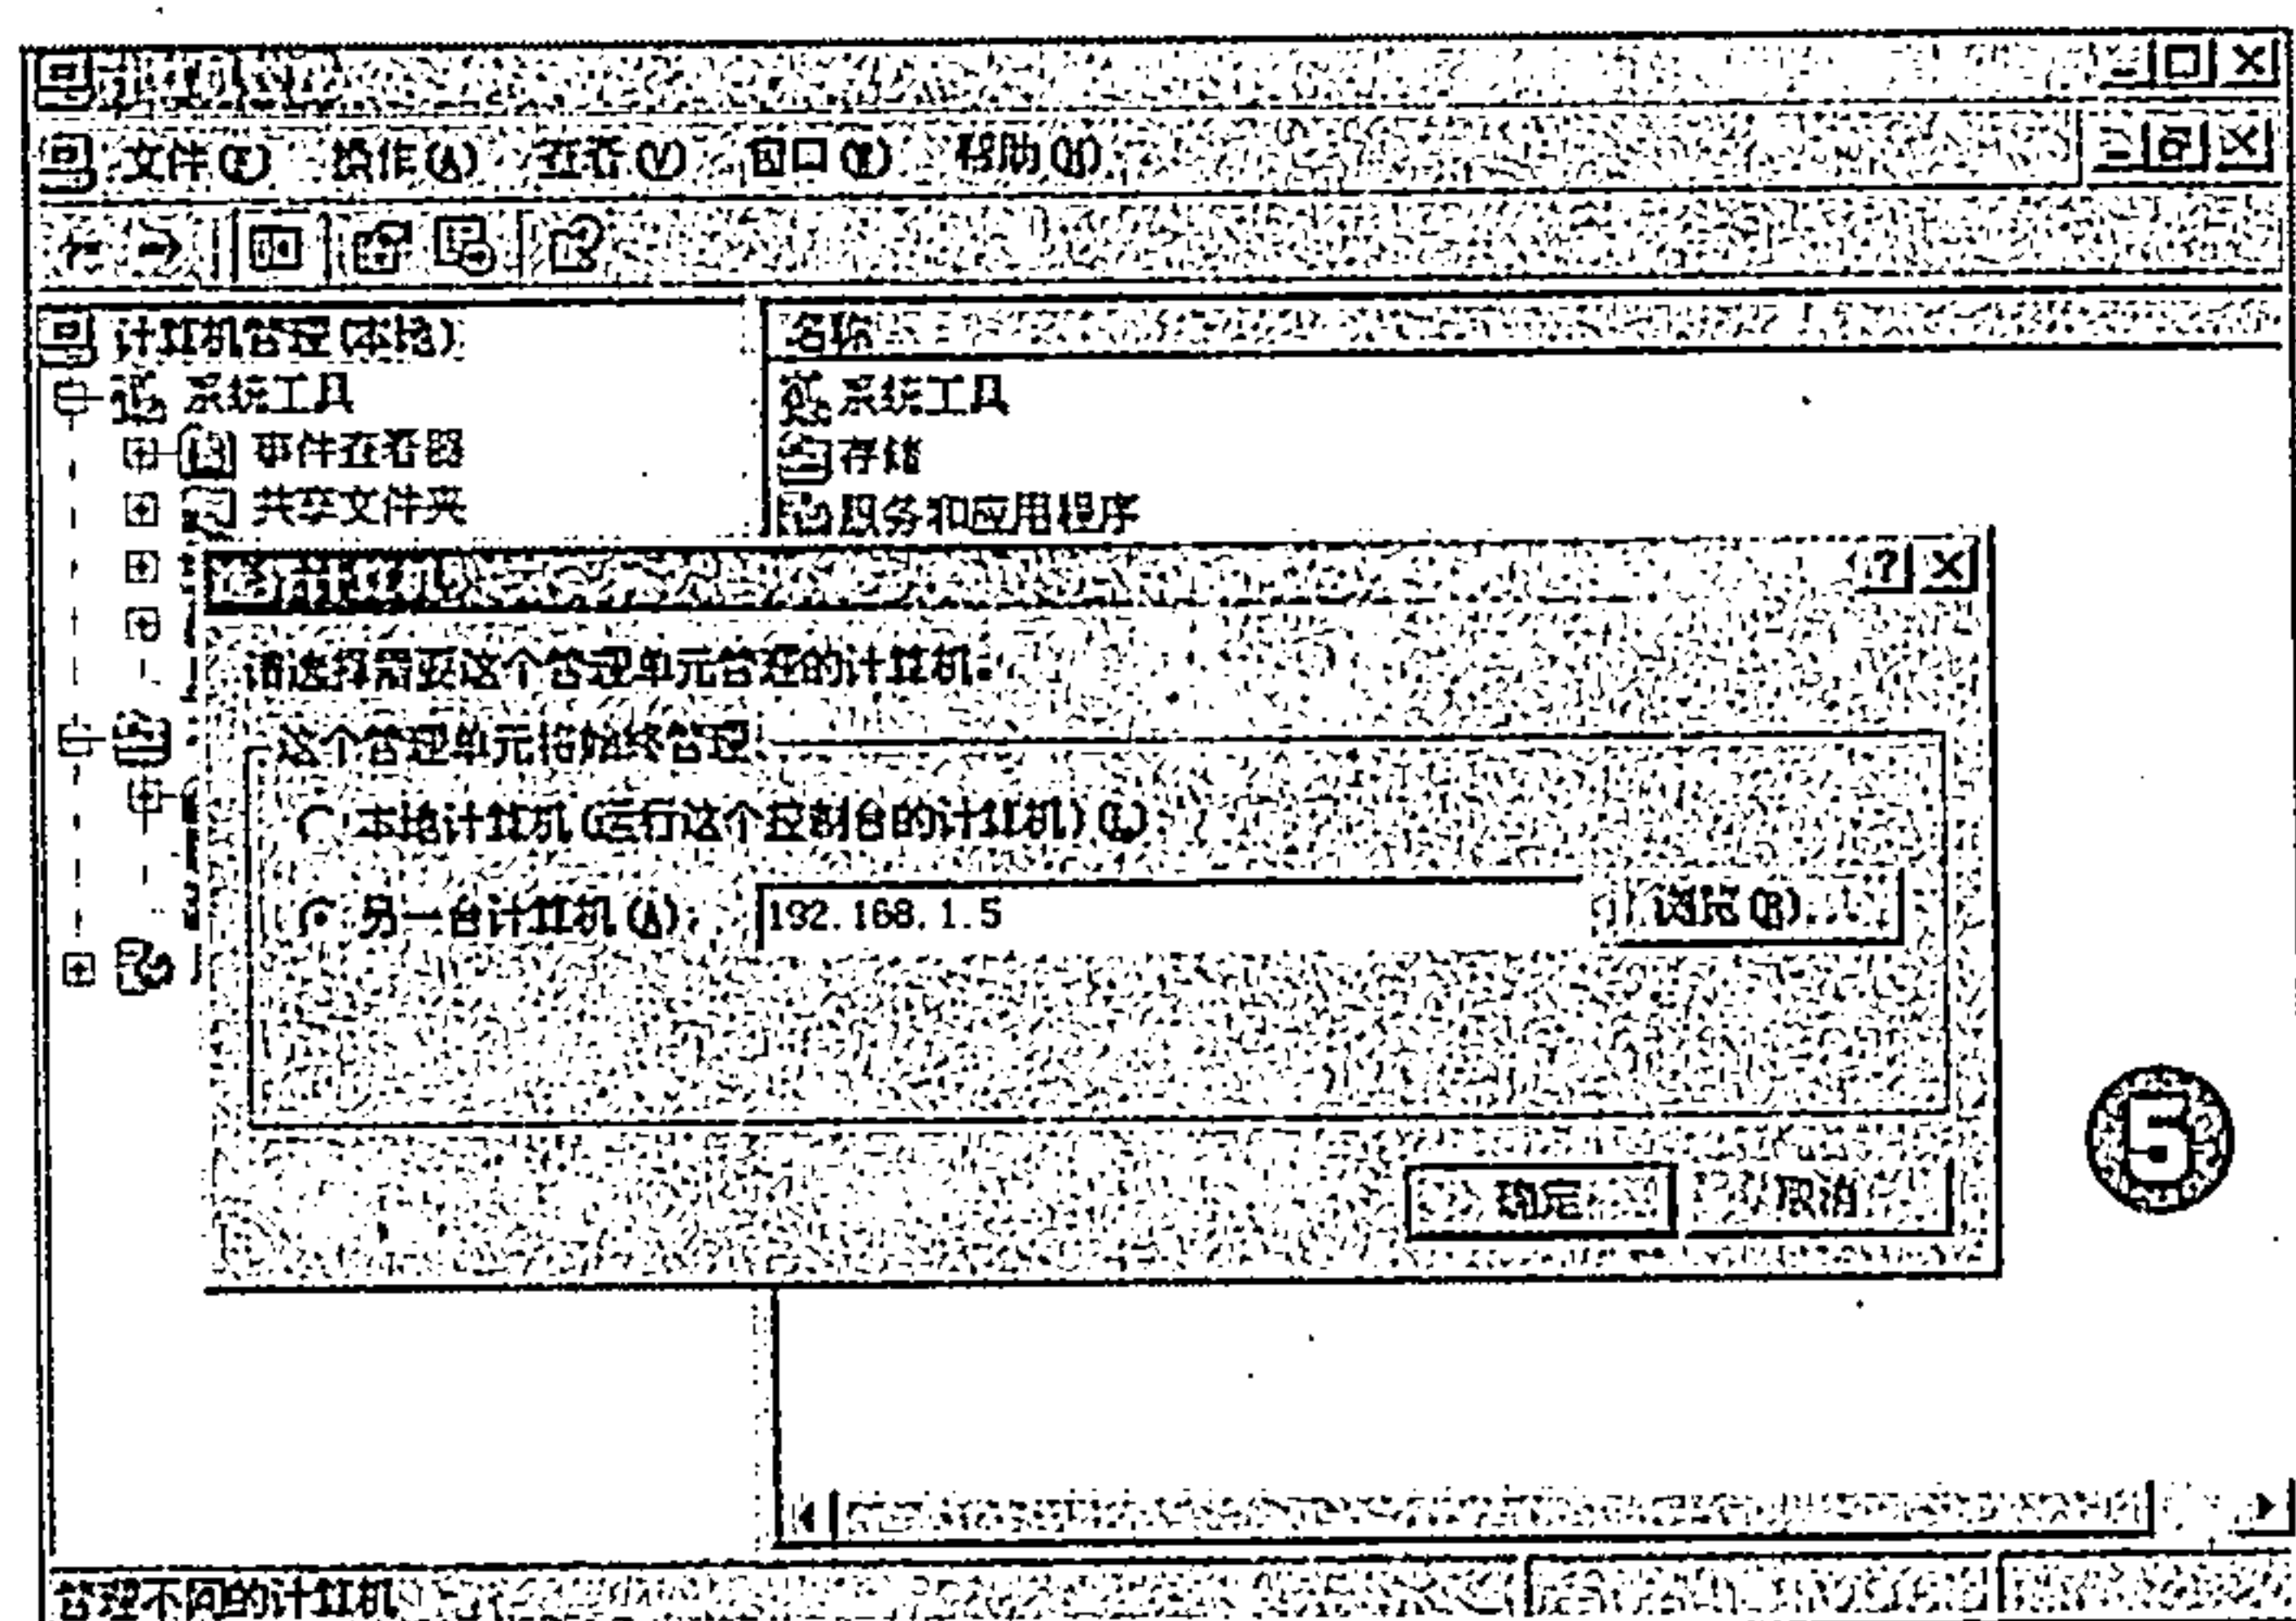 计算机管理
文件(F) 操作(A) 查看(V) 窗口(W) 帮助(H)
计算机管理(本地)
系统工具
事件查看器
共享文件夹
名称
系统工具
存储
服务和应用程序
选择计算机
请选择需要这个管理单元管理的计算机。
这个管理单元将始终管理:
本地计算机(运行这个控制台的计算机)(L):
另一台计算机(A): 192.168.1.5 浏览(R)...
确定 取消
5
管理不同的计算机